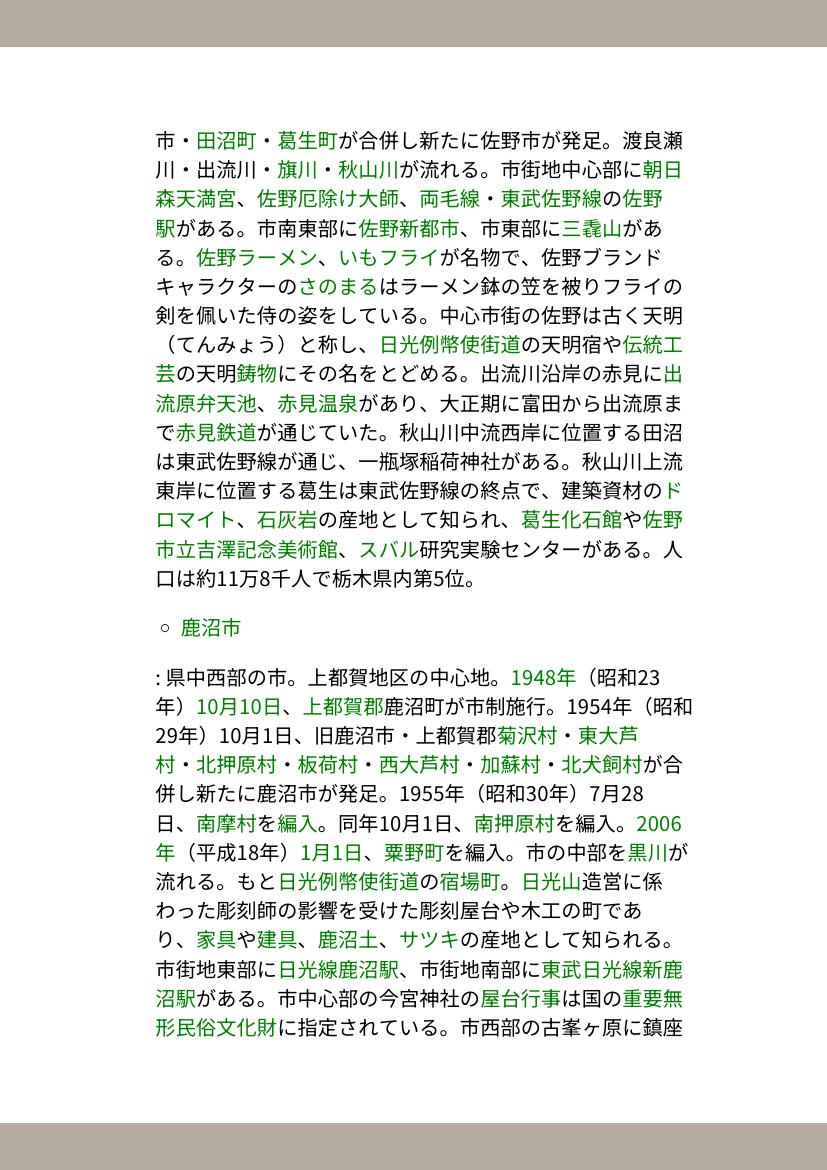 市・田沼町・葛生町が合併し新たに佐野市が発足。渡良瀬
川・出流川・旗川・秋山川が流れる。市街地中心部に朝日
森天満宮、佐野厄除け大師、両毛線・東武佐野線の佐野
駅がある。市南東部に佐野新都市、市東部に三毳山があ
る。佐野ラーメン、いもフライが名物で、佐野ブランド
キャラクターのさのまるはラーメン鉢の笠を被りフライの
剣を佩いた侍の姿をしている。中心市街の佐野は古く天明
（てんみょう）と称し、日光例幣使街道の天明宿や伝統工
芸の天明鋳物にその名をとどめる。出流川沿岸の赤見に出
流原弁天池、赤見温泉があり、大正期に富田から出流原ま
で赤見鉄道が通じていた。秋山川中流西岸に位置する田沼
は東武佐野線が通じ、一瓶塚稲荷神社がある。秋山川上流
東岸に位置する葛生は東武佐野線の終点で、建築資材のド
ロマイト、石灰岩の産地として知られ、葛生化石館や佐野
市立吉澤記念美術館、スバル研究実験センターがある。人
口は約11万8千人で栃木県内第5位。
○ 鹿沼市
: 県中西部の市。上都賀地区の中心地。1948年（昭和23
年）10月10日、上都賀郡鹿沼町が市制施行。1954年（昭和
29年）10月1日、旧鹿沼市・上都賀郡菊沢村・東大芦
村・北押原村・板荷村・西大芦村・加蘇村・北犬飼村が合
併し新たに鹿沼市が発足。1955年（昭和30年）7月28
日、南摩村を編入。同年10月1日、南押原村を編入。2006
年（平成18年）1月1日、粟野町を編入。市の中部を黒川が
流れる。もと日光例幣使街道の宿場町。日光山造営に係
わった彫刻師の影響を受けた彫刻屋台や木工の町であ
り、家具や建具、鹿沼土、サツキの産地として知られる。
市街地東部に日光線鹿沼駅、市街地南部に東武日光線新鹿
沼駅がある。市中心部の今宮神社の屋台行事は国の重要無
形民俗文化財に指定されている。市西部の古峯ヶ原に鎮座